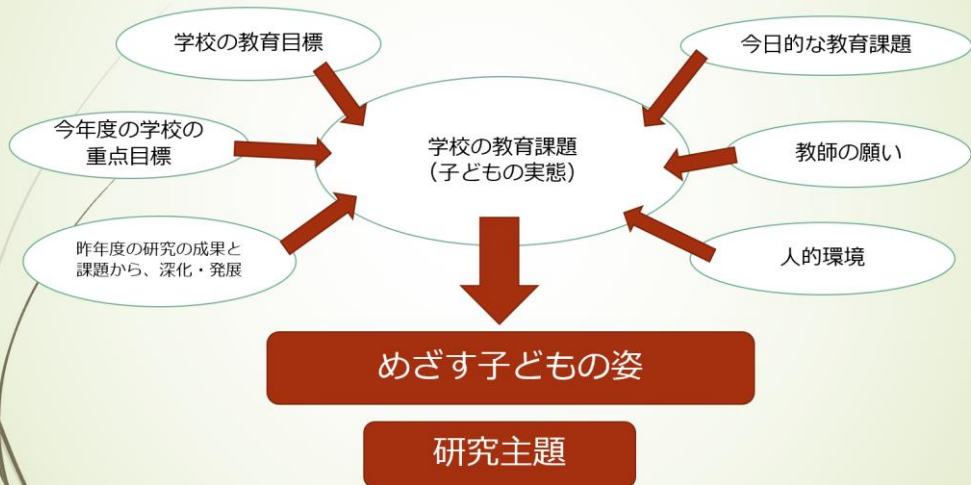 学校の教育目標
今日的な教育課題
今年度の学校の
重点目標
学校の教育課題
（子どもの実態）
教師の願い
昨年度の研究の成果と
課題から、深化・発展
人的環境
めざす子どもの姿
研究主題